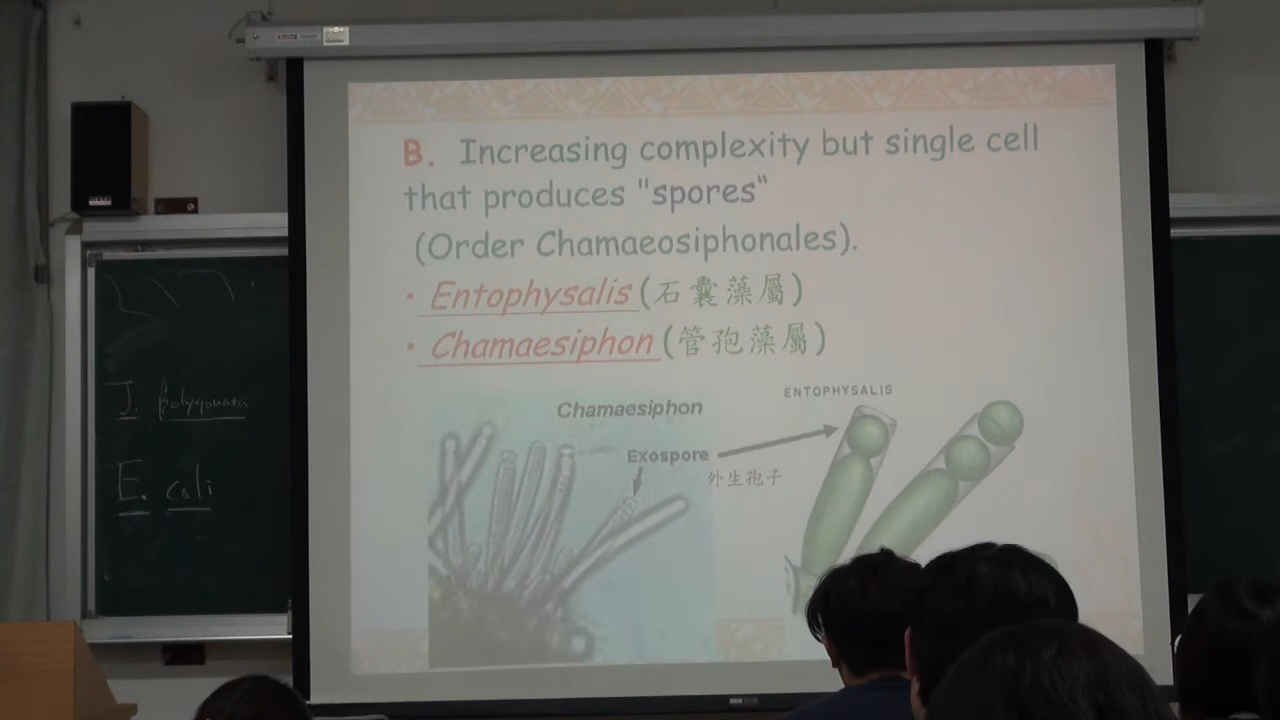 B. Increasing complexity but single cell
that produces "spores"
(Order Chamaeosiphonales).
• Entophysalis (石囊藻屬)
• Chamaesiphon (管孢藻屬)
Chamaesiphon
ENTOPHYSALIS
Exospore
外生孢子
J. polygonata
E. coli